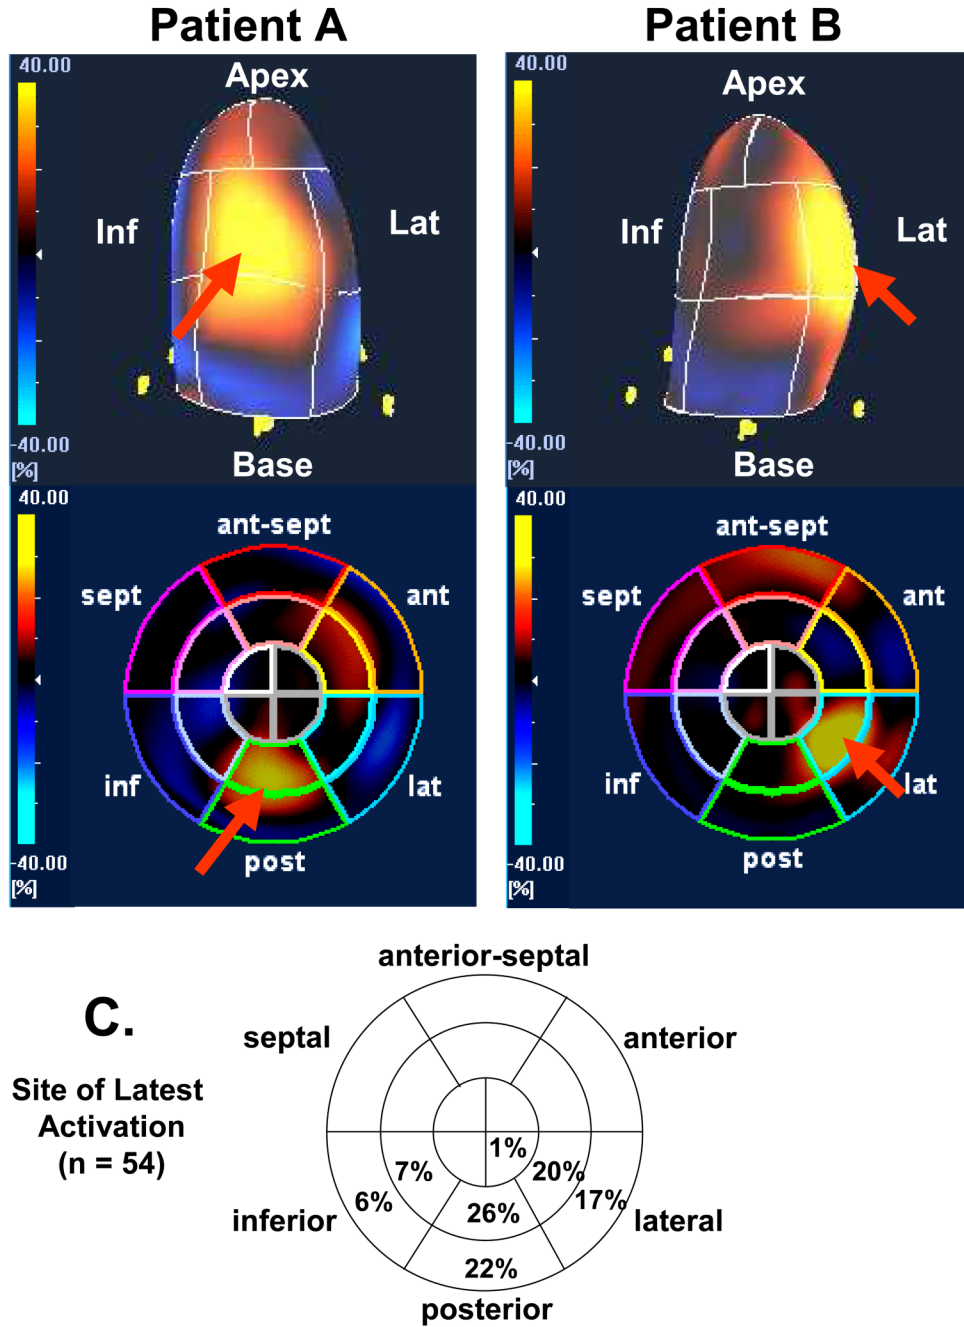 Patient A
Patient B
40.00
Apex
Inf
Lat
-40.00
[%]
Base
40.00
Apex
Inf
Lat
-40.00
[%]
Base
40.00
ant-sept
sept
ant
inf
lat
post
-40.00
[%]
40.00
ant-sept
sept
ant
inf
lat
post
-40.00
[%]
C.
Site of Latest
Activation
(n = 54)
anterior-septal
septal
anterior
1%
7%
20%
6%
26%
17%
inferior
lateral
22%
posterior